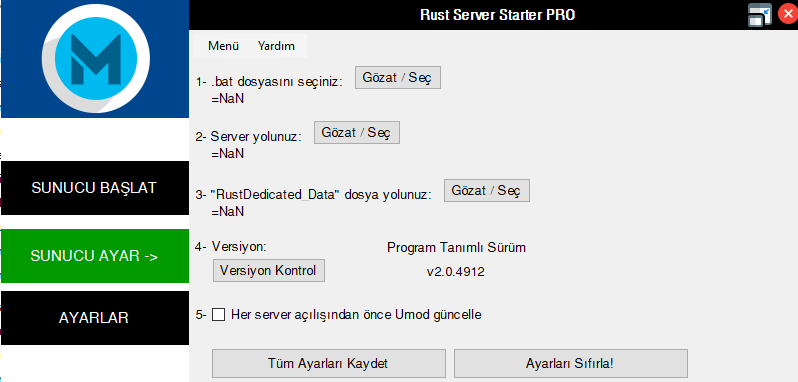 Rust Server Starter PRO
Menü Yardım
1- .bat dosyasını seçiniz: Gözat / Seç
=NaN
2- Server yolunuz: Gözat / Seç
=NaN
SUNUCU BAŞLAT
3- "RustDedicated_Data" dosya yolunuz: Gözat / Seç
=NaN
SUNUCU AYAR ->
4- Versiyon: Program Tanımlı Sürüm
Versiyon Kontrol v2.0.4912
AYARLAR
5- Her server açılışından önce Umod güncelle
Tüm Ayarları Kaydet Ayarları Sıfırla!